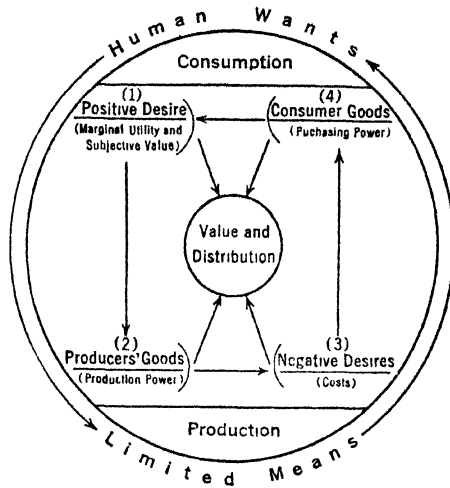 Human Wants
Consumption
(1)
Positive Desire
(Marginal Utility and
Subjective Value)
(4)
Consumer Goods
(Puchasing Power)
Value and
Distribution
(2)
Producers' Goods
(Production Power)
(3)
Negative Desires
(Costs)
Production
Limited Means